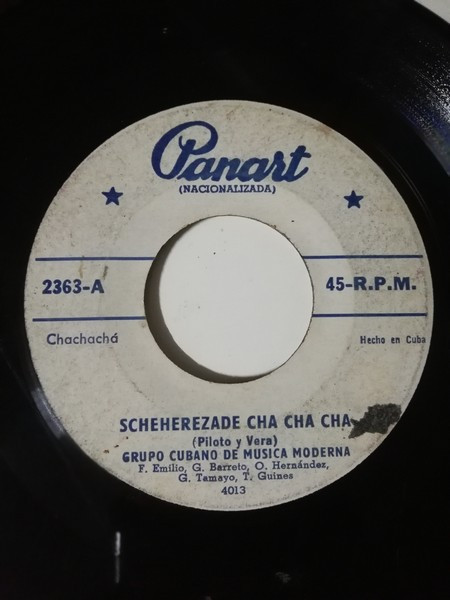 Panart
(NACIONALIZADA)
2363-A
45-R.P.M.
Chachachá
Hecho en Cuba
SCHEHEREZADE CHA CHA CHA
(Piloto y Vera)
GRUPO CUBANO DE MUSICA MODERNA
F. Emilio, G. Barreto, O. Hernández,
G. Tamayo, T. Guines
4013